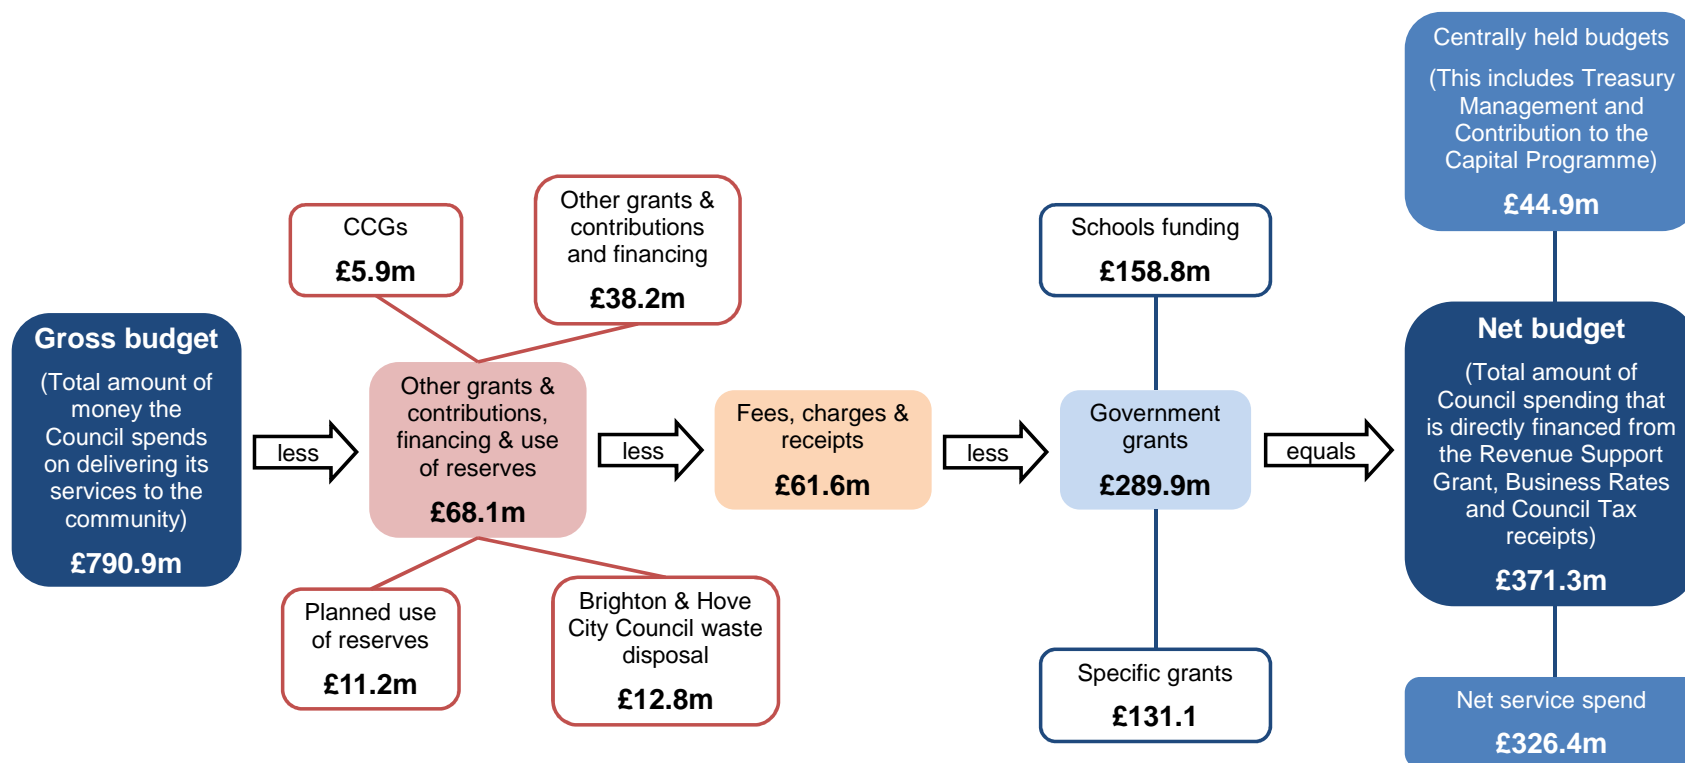 Gross budget
(Total amount of
money the
Council spends
on delivering its
services to the
community)
£790.9m
less
CCGs
£5.9m
Other grants &
contributions
and financing
£38.2m
Other grants &
contributions,
financing & use
of reserves
£68.1m
Planned use
of reserves
£11.2m
Brighton & Hove
City Council waste
disposal
£12.8m
less
Fees, charges &
receipts
£61.6m
less
Schools funding
£158.8m
Government
grants
£289.9m
Specific grants
£131.1
equals
Centrally held budgets
(This includes Treasury
Management and
Contribution to the
Capital Programme)
£44.9m
Net budget
(Total amount of
Council spending that
is directly financed from
the Revenue Support
Grant, Business Rates
and Council Tax
receipts)
£371.3m
Net service spend
£326.4m